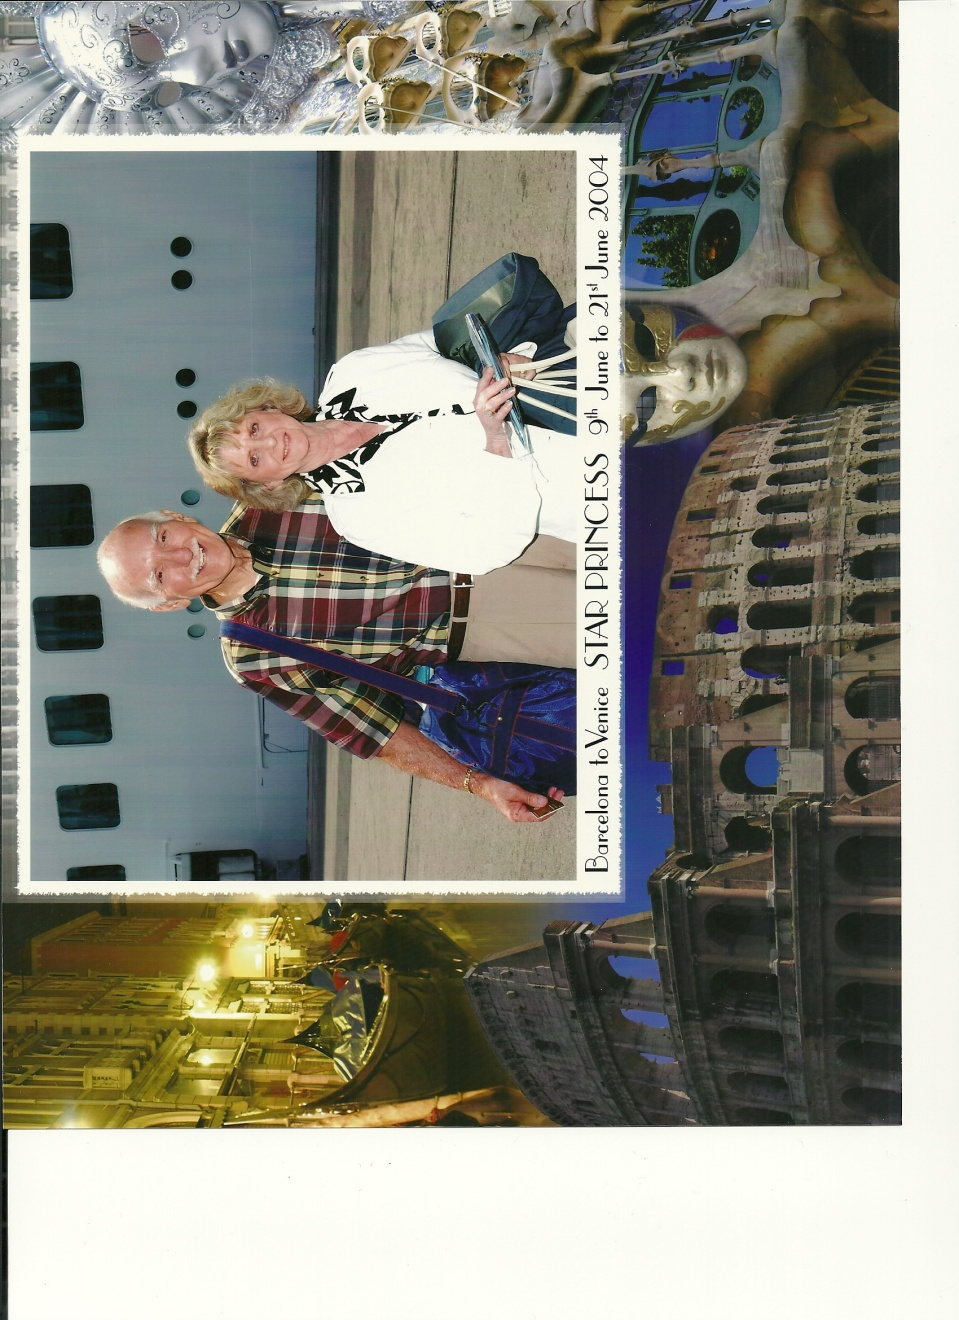 Barcelona to Venice STAR PRINCESS 9th June to 21st June 2004